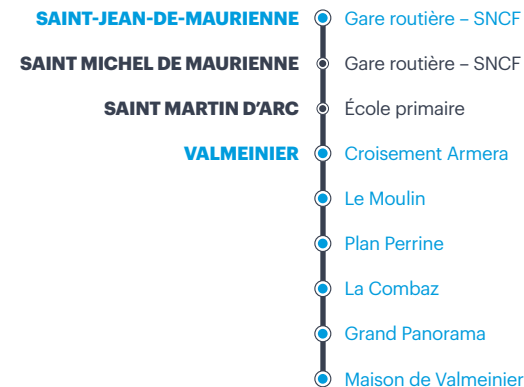 SAINT-JEAN-DE-MAURIENNE Gare routière – SNCF
SAINT MICHEL DE MAURIENNE Gare routière – SNCF
SAINT MARTIN D'ARC École primaire
VALMEINIER Croisement Armera
Le Moulin
Plan Perrine
La Combaz
Grand Panorama
Maison de Valmeinier